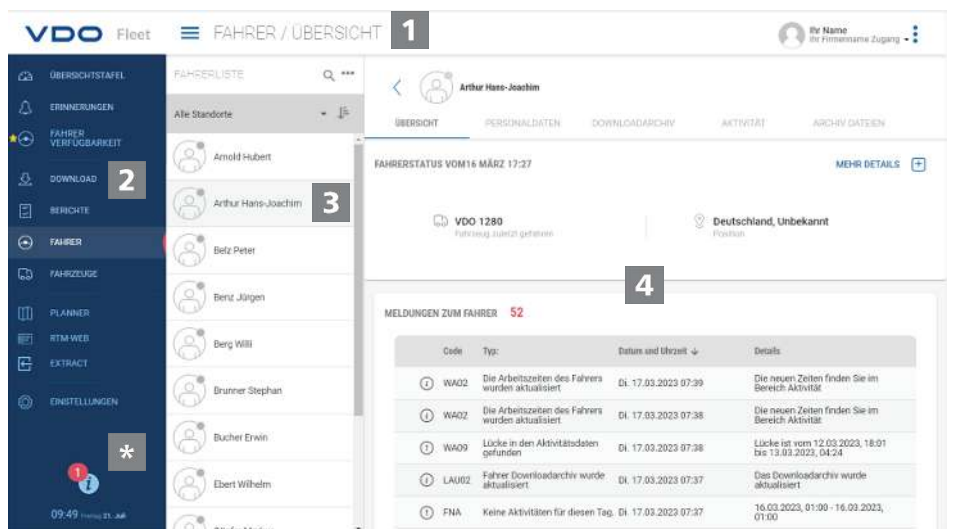 VDO Fleet
FAHRER / ÜBERSICHT
1
Ihr Name
Ihr Firmenname Zugang
ÜBERSICHTSTAFEL
ERINNERUNGEN
FAHRER
VERFÜGBARKEIT
DOWNLOAD
2
BERICHTE
FAHRER
FAHRZEUGE
PLANNER
RTM-WEB
EXTRACT
EINSTELLUNGEN
*
1
i
09:49 Freitag 21. Juli
FAHRERLISTE
Alle Standorte
Arnold Hubert
Arthur Hans-Joachim
3
Belz Peter
Benz Jürgen
Berg Willi
Brunner Stephan
Bucher Erwin
Ebert Wilhelm
Arthur Hans-Joachim
ÜBERSICHT PERSONALDATEN DOWNLOADARCHIV AKTIVITÄT ARCHIV DATEIEN
FAHRERSTATUS VOM16 MÄRZ 17:27
MEHR DETAILS
VDO 1280
Fahrzeug zuletzt gefahren
Deutschland, Unbekannt
Position
4
MELDUNGEN ZUM FAHRER 52
Code Typ: Datum und Uhrzeit Details
WA02 Die Arbeitszeiten des Fahrers wurden aktualisiert Di. 17.03.2023 07:39 Die neuen Zeiten finden Sie im Bereich Aktivität
WA02 Die Arbeitszeiten des Fahrers wurden aktualisiert Di. 17.03.2023 07:38 Die neuen Zeiten finden Sie im Bereich Aktivität
WA09 Lücke in den Aktivitätsdaten gefunden Di. 17.03.2023 07:38 Lücke ist vom 12.03.2023, 18:01 bis 13.03.2023, 04:24
LAU02 Fahrer Downloadarchiv wurde aktualisiert Di. 17.03.2023 07:37 Das Downloadarchiv wurde aktualisiert
FNA Keine Aktivitäten für diesen Tag. Di. 17.03.2023 07:37 16.03.2023, 01:00 - 16.03.2023, 01:00